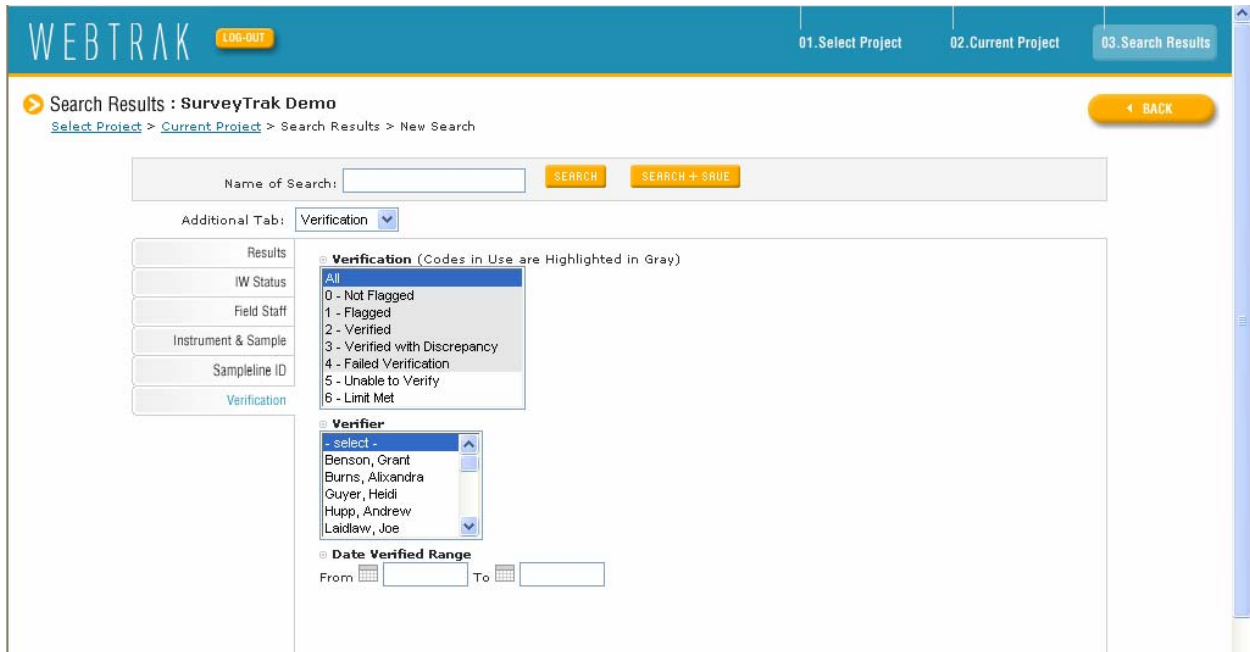 WEBTRAK LOG-OUT 01.Select Project 02.Current Project 03.Search Results
Search Results : SurveyTrak Demo
BACK
Select Project > Current Project > Search Results > New Search
Name of Search: SEARCH SEARCH + SAVE
Additional Tab: Verification
Results
IW Status
Field Staff
Instrument & Sample
Sampleline ID
Verification
Verification (Codes in Use are Highlighted in Gray)
All
0 - Not Flagged
1 - Flagged
2 - Verified
3 - Verified with Discrepancy
4 - Failed Verification
5 - Unable to Verify
6 - Limit Met
Verifier
- select -
Benson, Grant
Burns, Alixandra
Guyer, Heidi
Hupp, Andrew
Laidlaw, Joe
Date Verified Range
From To